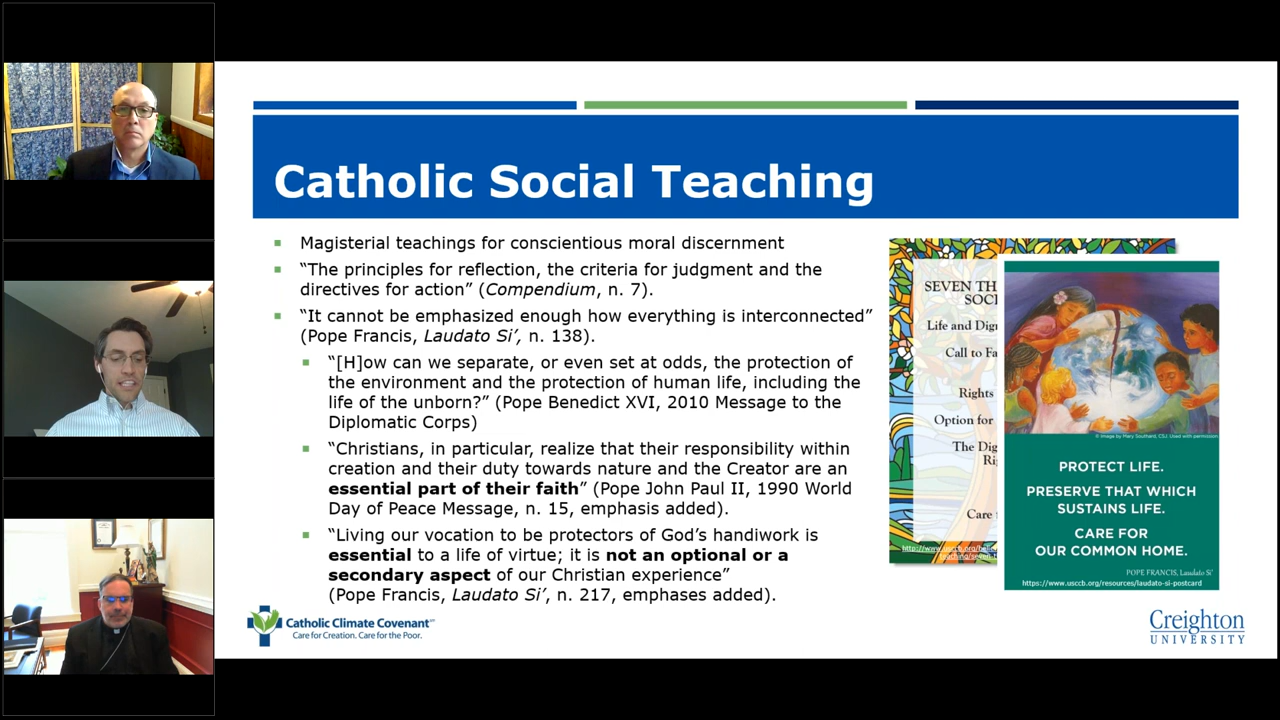 Catholic Social Teaching
Magisterial teachings for conscientious moral discernment
“The principles for reflection, the criteria for judgment and the
directives for action” (Compendium, n. 7).
“It cannot be emphasized enough how everything is interconnected”
(Pope Francis, Laudato Si’, n. 138).
“[H]ow can we separate, or even set at odds, the protection of
the environment and the protection of human life, including the
life of the unborn?” (Pope Benedict XVI, 2010 Message to the
Diplomatic Corps)
“Christians, in particular, realize that their responsibility within
creation and their duty towards nature and the Creator are an
essential part of their faith” (Pope John Paul II, 1990 World
Day of Peace Message, n. 15, emphasis added).
“Living our vocation to be protectors of God’s handiwork is
essential to a life of virtue; it is not an optional or a
secondary aspect of our Christian experience”
(Pope Francis, Laudato Si’, n. 217, emphases added).
SEVEN TH
SOCI
Life and Dign
Call to Fa
Rights
Option for
The Dig
Ri
Care f
© Image by Mary Southard, CSJ. Used with permission
PROTECT LIFE.
PRESERVE THAT WHICH
SUSTAINS LIFE.
CARE FOR
OUR COMMON HOME.
POPE FRANCIS, Laudato Si’
https://www.usccb.org/resources/laudato-si-postcard
Catholic Climate Covenant
Care for Creation. Care for the Poor.
Creighton
UNIVERSITY